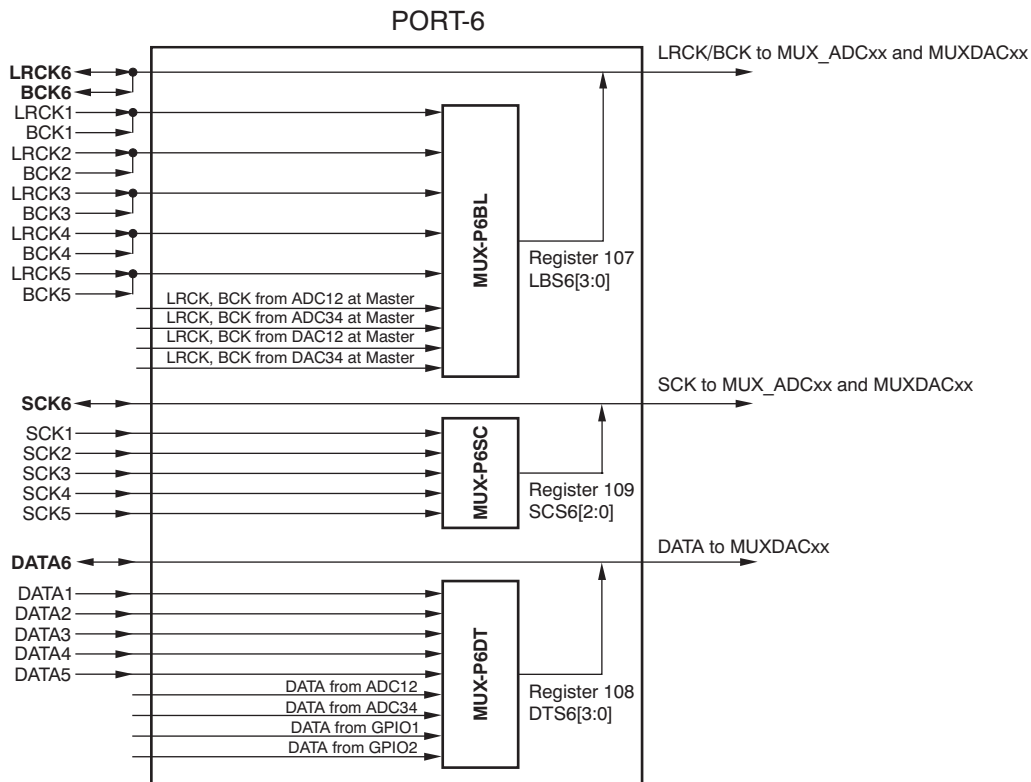 PORT-6
LRCK/BCK to MUX_ADCxx and MUXDACxx
LRCK6
BCK6
LRCK1
BCK1
LRCK2
BCK2
LRCK3
BCK3
LRCK4
BCK4
LRCK5
BCK5
LRCK, BCK from ADC12 at Master
LRCK, BCK from ADC34 at Master
LRCK, BCK from DAC12 at Master
LRCK, BCK from DAC34 at Master
MUX-P6BL
Register 107
LBS6[3:0]
SCK to MUX_ADCxx and MUXDACxx
SCK6
SCK1
SCK2
SCK3
SCK4
SCK5
MUX-P6SC
Register 109
SCS6[2:0]
DATA to MUXDACxx
DATA6
DATA1
DATA2
DATA3
DATA4
DATA5
DATA from ADC12
DATA from ADC34
DATA from GPIO1
DATA from GPIO2
MUX-P6DT
Register 108
DTS6[3:0]